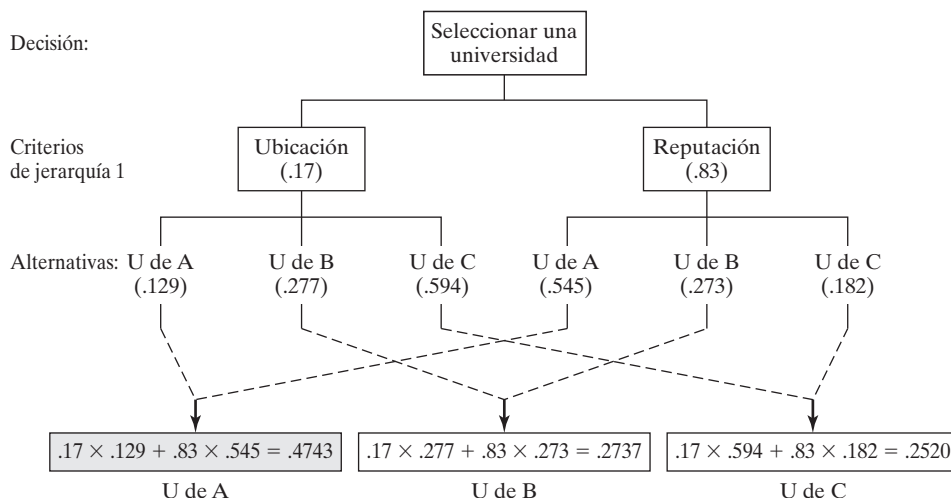 Decisión:
Seleccionar una
universidad
Criterios
de jerarquía 1
Ubicación
(.17)
Reputación
(.83)
Alternativas: U de A U de B U de C U de A U de B U de C
(.129) (.277) (.594) (.545) (.273) (.182)
.17 × .129 + .83 × .545 = .4743 .17 × .277 + .83 × .273 = .2737 .17 × .594 + .83 × .182 = .2520
U de A U de B U de C